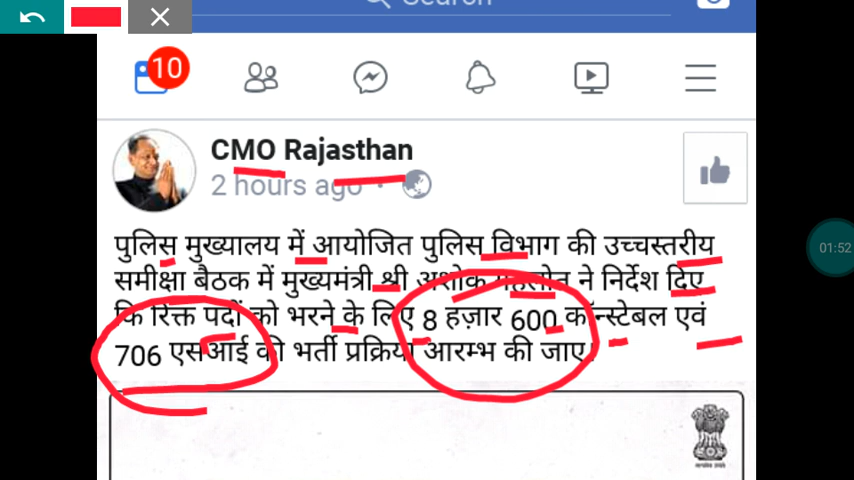 Search
10
CMO Rajasthan
2 hours ago
पुलिस मुख्यालय में आयोजित पुलिस विभाग की उच्चस्तरीय
समीक्षा बैठक में मुख्यमंत्री श्री अशोक गहलोत ने निर्देश दिए
कि रिक्त पदों को भरने के लिए 8 हज़ार 600 कॉन्स्टेबल एवं
706 एसआई की भर्ती प्रक्रिया आरम्भ की जाए।
01:52